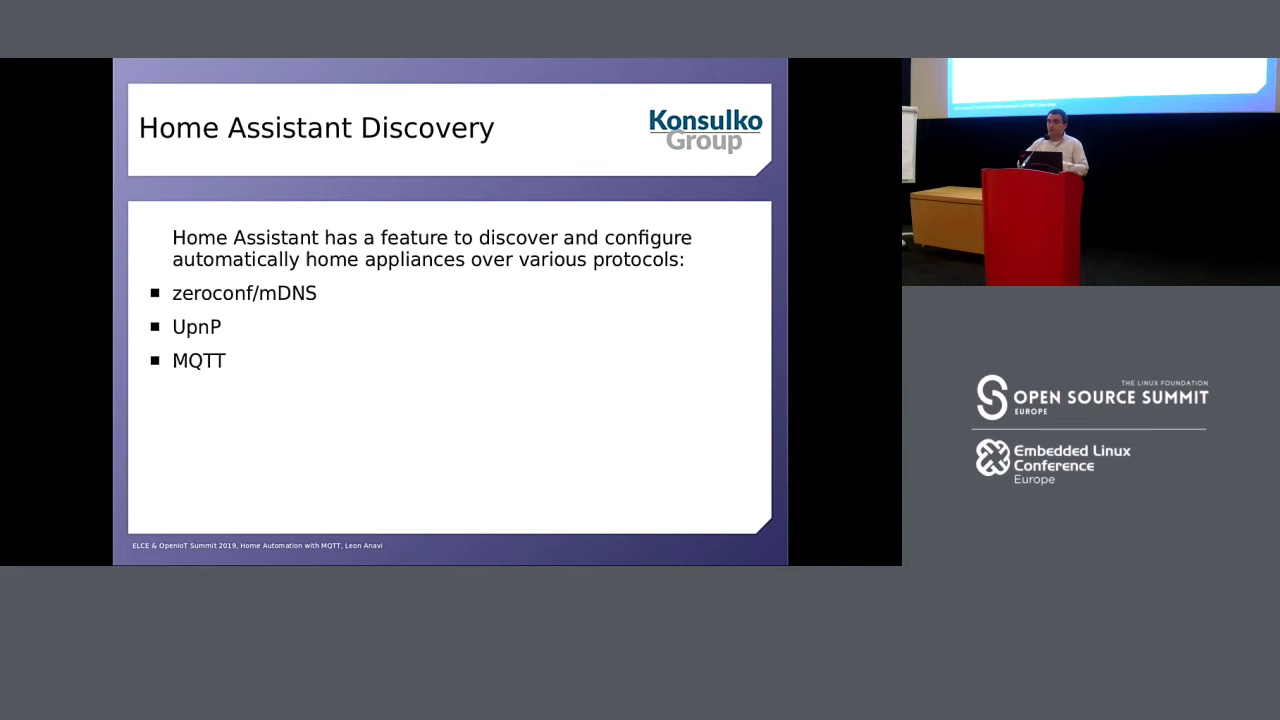 Home Assistant Discovery
Konsulko
Group
Home Assistant has a feature to discover and configure
automatically home appliances over various protocols:
zeroconf/mDNS
UpnP
MQTT
ELCE & OpenIoT Summit 2019, Home Automation with MQTT, Leon Anavi
THE LINUX FOUNDATION
OPEN SOURCE SUMMIT
EUROPE
Embedded Linux
Conference
Europe